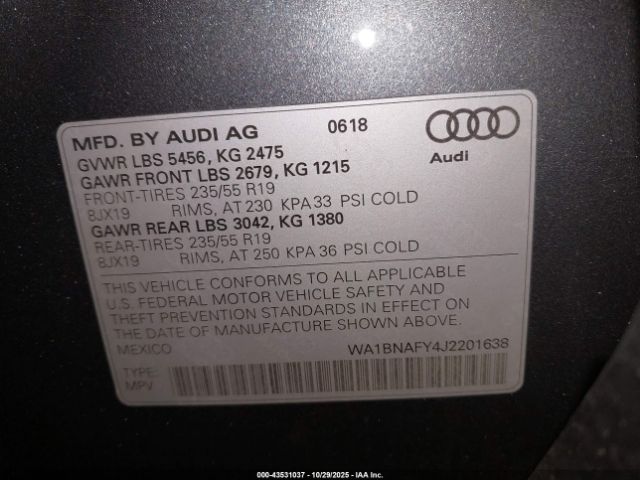 MFD. BY AUDI AG 0618
GVWR LBS 5456, KG 2475
GAWR FRONT LBS 2679, KG 1215
FRONT-TIRES 235/55 R19
8JX19 RIMS, AT 230 KPA 33 PSI COLD
GAWR REAR LBS 3042, KG 1380
REAR-TIRES 235/55 R19
8JX19 RIMS, AT 250 KPA 36 PSI COLD
Audi
THIS VEHICLE CONFORMS TO ALL APPLICABLE
U.S. FEDERAL MOTOR VEHICLE SAFETY AND
THEFT PREVENTION STANDARDS IN EFFECT ON
THE DATE OF MANUFACTURE SHOWN ABOVE.
MEXICO WA1BNAFY4J2201638
TYPE:
MPV
000-43531037 - 10/29/2025 - IAA Inc.